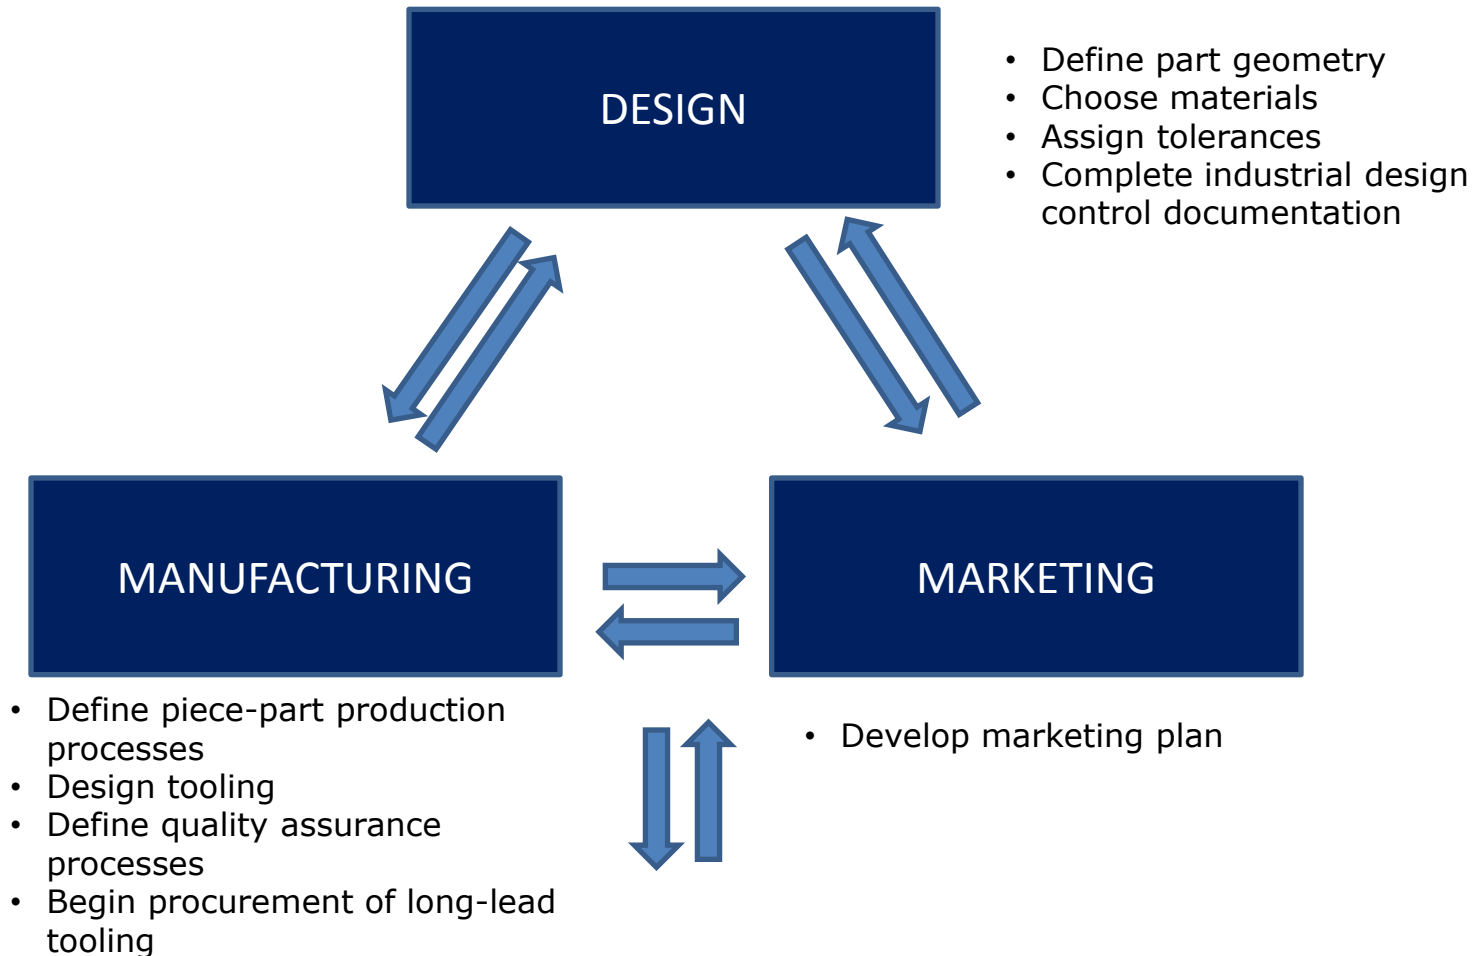 DESIGN
• Define part geometry
• Choose materials
• Assign tolerances
• Complete industrial design
control documentation
MANUFACTURING
MARKETING
• Define piece-part production
processes
• Design tooling
• Define quality assurance
processes
• Begin procurement of long-lead
tooling
• Develop marketing plan